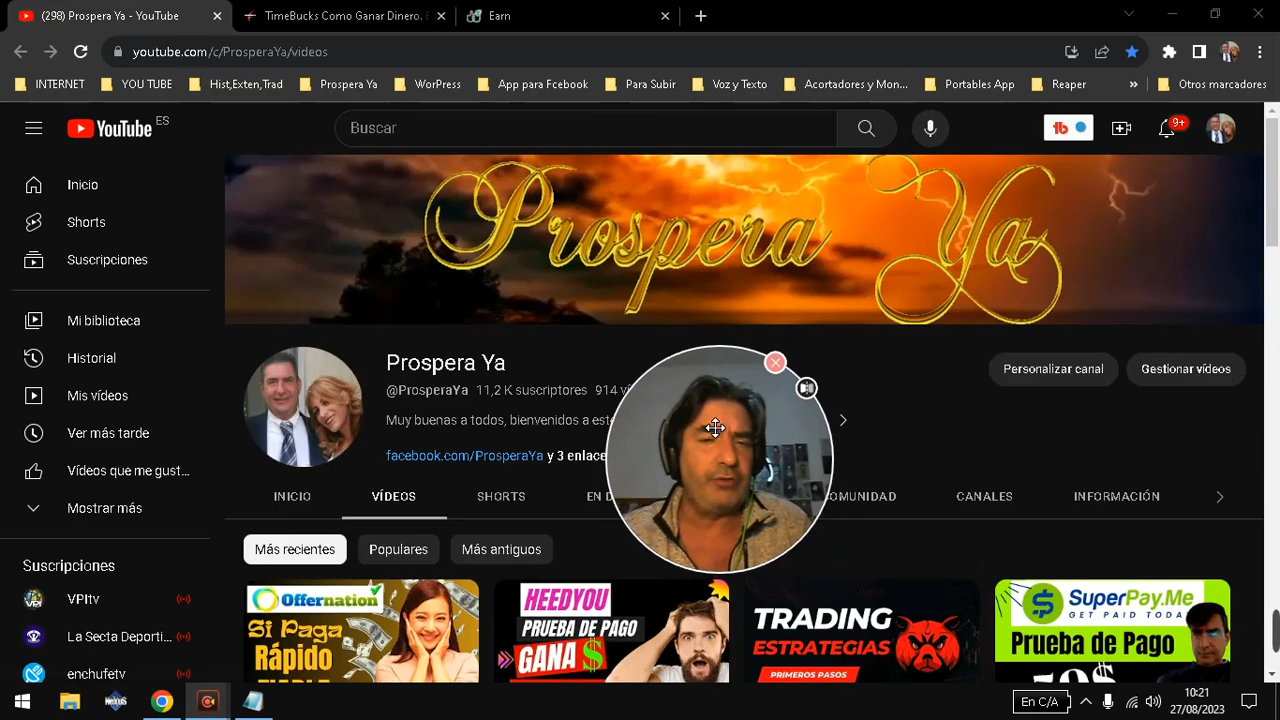 (298) Prospera Ya - YouTube
TimeBucks Como Ganar Dinero.
Earn
youtube.com/c/ProsperaYa/videos
INTERNET
YOU TUBE
Hist,Exten,Trad
Prospera Ya
WorPress
App para Fcebook
Para Subir
Voz y Texto
Acortadores y Mon...
Portables App
Reaper
»
Otros marcadores
YouTube ES
Buscar
tb
9+
Inicio
Shorts
Suscripciones
Mi biblioteca
Historial
Mis vídeos
Ver más tarde
Vídeos que me gust...
Mostrar más
Suscripciones
VPItv
La Secta Deporti...
enchufetv
Prospera Ya
Prospera Ya
@ProsperaYa 11,2 K suscriptores 914
Muy buenas a todos, bienvenidos a
facebook.com/ProsperaYa y 3 enlace
Personalizar canal
Gestionar vídeos
INICIO
VÍDEOS
SHORTS
CANALES
INFORMACIÓN
Más recientes
Populares
Más antiguos
Offernation
Si Paga
Rápido
HEEDYOU
PRUEBA DE PAGO
GANA $
TRADING
ESTRATEGIAS
PRIMEROS PASOS
SuperPay.Me
GET PAID TODAY
Prueba de Pago
En C/A
10:21
27/08/2023